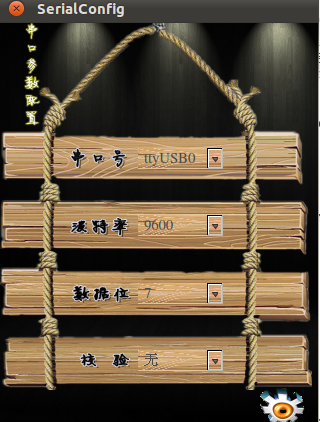 SerialConfig
串口参数配置
串口号 ttyUSB0
波特率 9600
数据位 7
校验 无